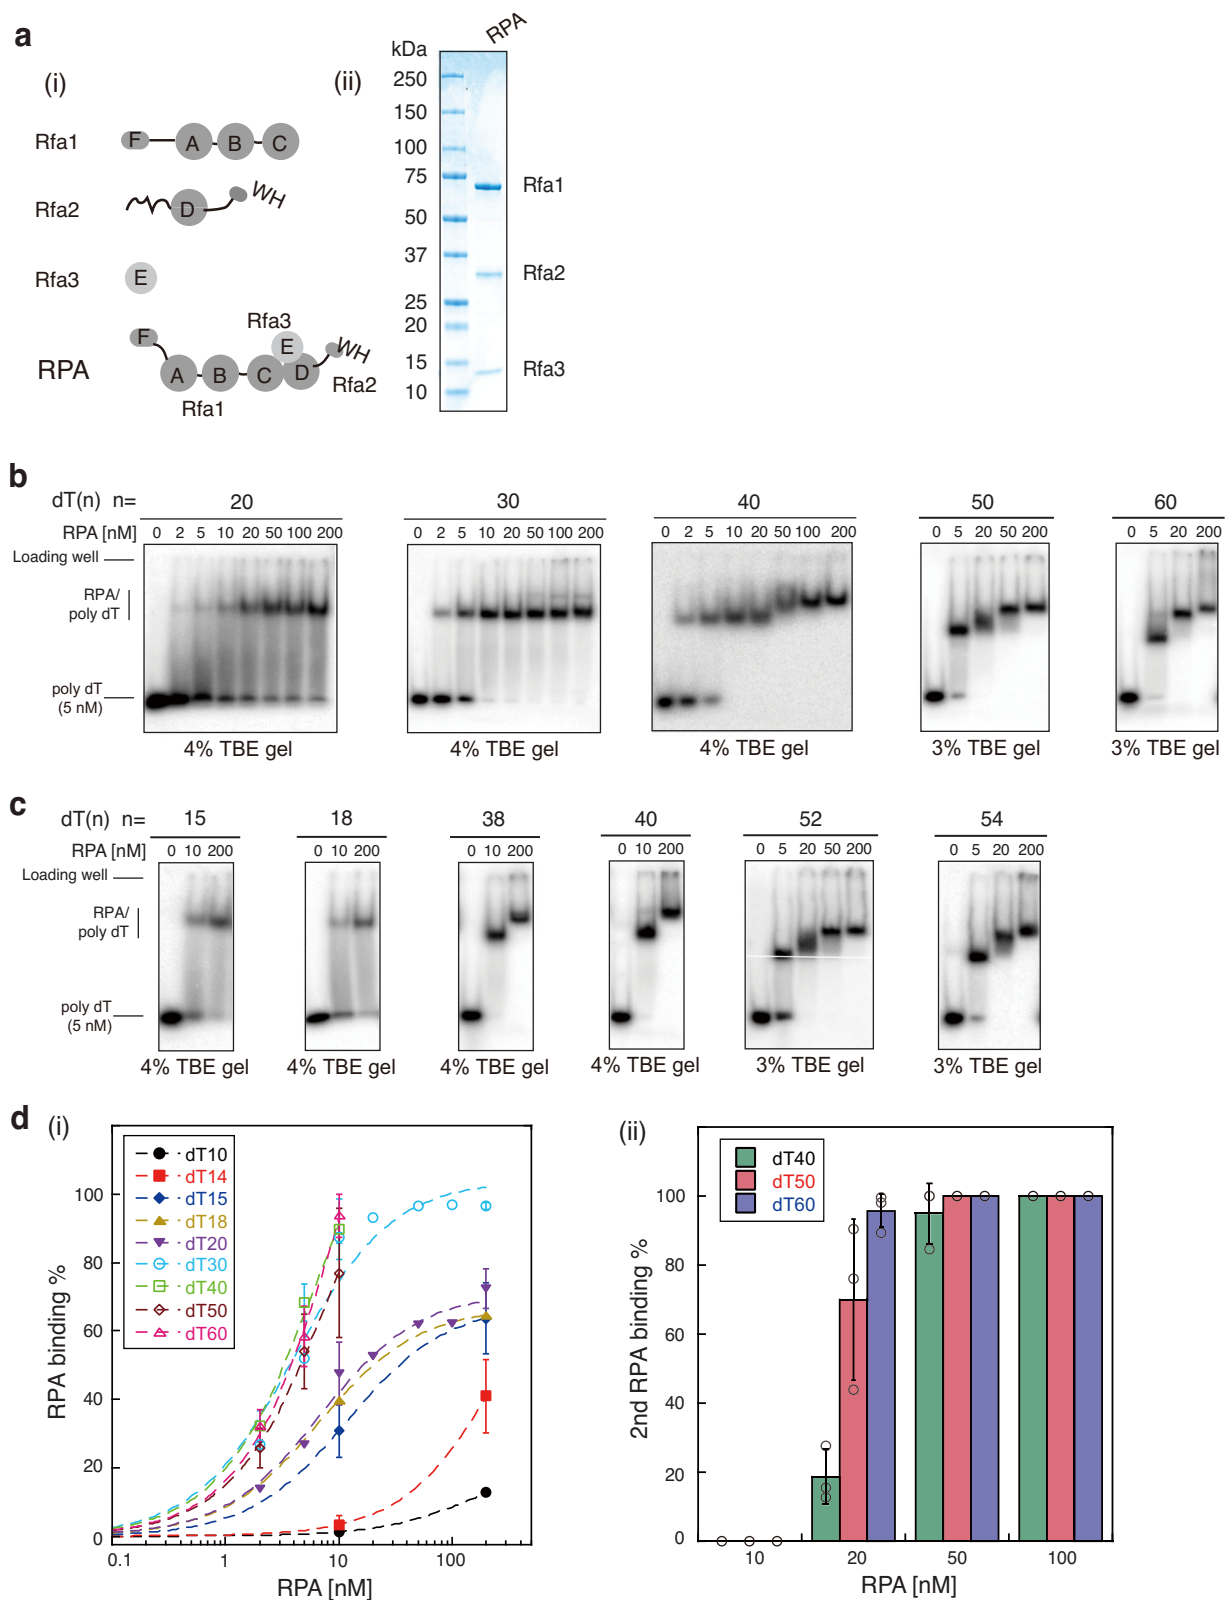 a
(i)
Rfa1
F A B C
Rfa2
D WH
Rfa3
E
RPA
F A B C D E WH
Rfa3
Rfa1
Rfa2
(ii)
RPA
kDa
250
150
100
75
50
37
25
20
15
10
Rfa1
Rfa2
Rfa3
b
dT(n) n= 20 30 40 50 60
RPA [nM] 0 2 5 10 20 50 100 200 0 2 5 10 20 50 100 200 0 2 5 10 20 50 100 200 0 5 20 50 200 0 5 20 200
Loading well
RPA/
poly dT
poly dT
(5 nM)
4% TBE gel 4% TBE gel 4% TBE gel 3% TBE gel 3% TBE gel
c
dT(n) n= 15 18 38 40 52 54
RPA [nM] 0 10 200 0 10 200 0 10 200 0 10 200 0 5 20 50 200 0 5 20 200
Loading well
RPA/
poly dT
poly dT
(5 nM)
4% TBE gel 4% TBE gel 4% TBE gel 4% TBE gel 3% TBE gel 3% TBE gel
d
(i)
dT10
dT14
dT15
dT18
dT20
dT30
dT40
dT50
dT60
RPA binding %
100
80
60
40
20
0
0.1 1 10 100
RPA [nM]
(ii)
dT40
dT50
dT60
2nd RPA binding %
100
80
60
40
20
0
10 20 50 100
RPA [nM]